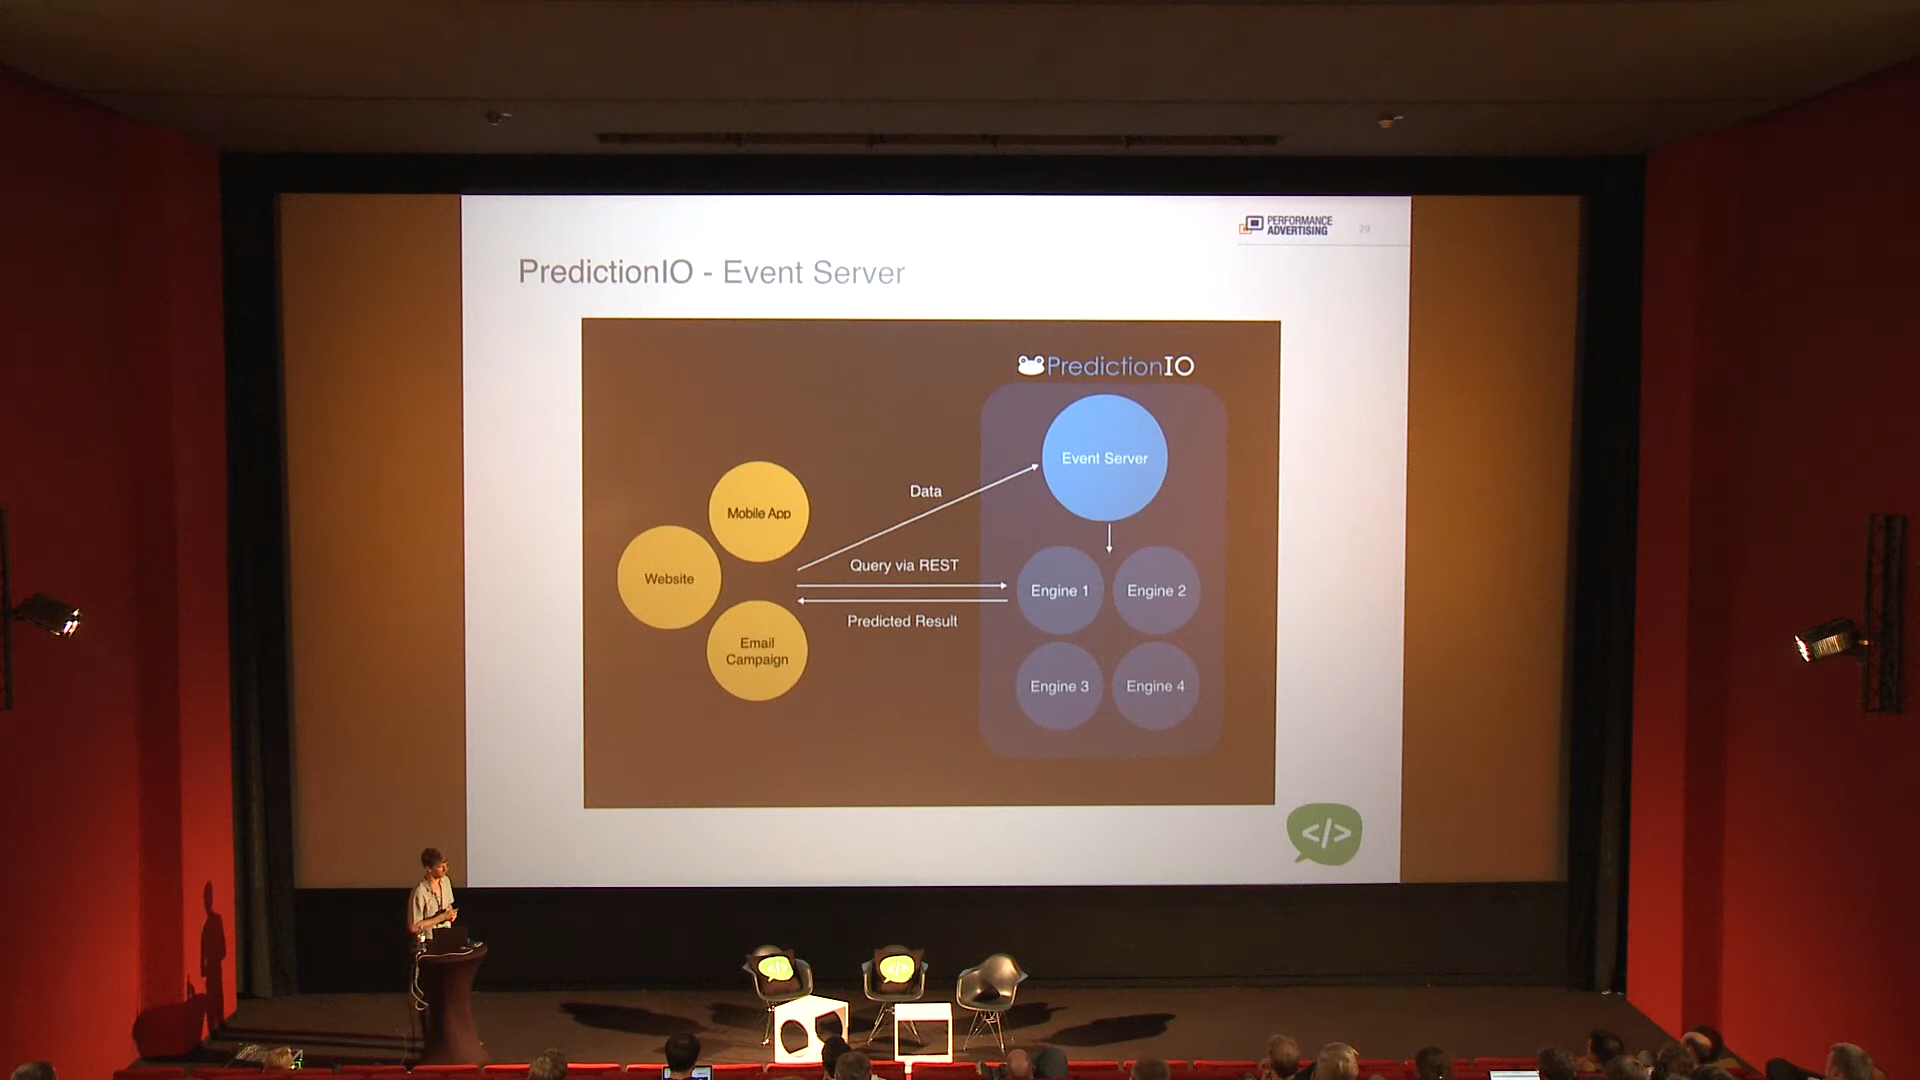 PERFORMANCE
ADVERTISING
29
PredictionIO - Event Server
PredictionIO
Event Server
Data
Mobile App
Query via REST
Website
Engine 1
Engine 2
Predicted Result
Email
Campaign
Engine 3
Engine 4
</>
</>
</>